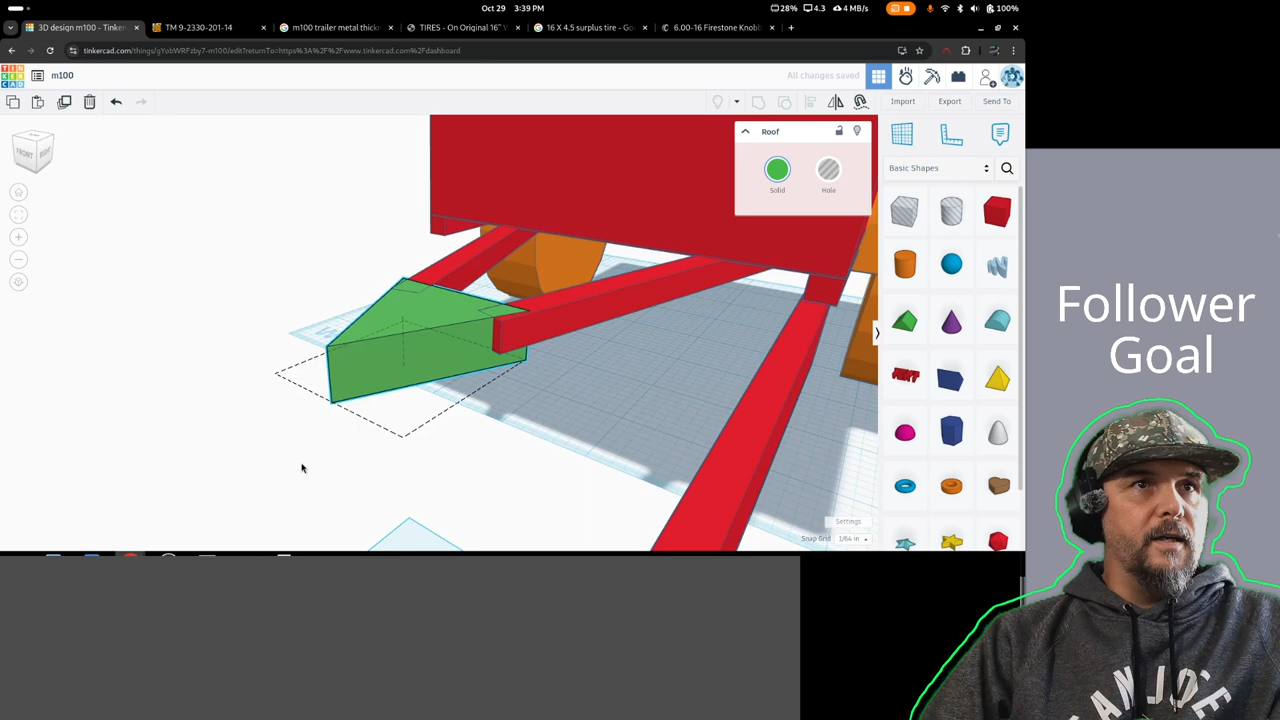 Oct 29 3:39 PM
28% 4.3 4 MB/s 100%
3D design m100 - Tinker
TM 9-2330-201-14
m100 trailer metal thick
TIRES - On Original 16" W
16 X 4.5 surplus tire - Go
6.00-16 Firestone Knobb
tinkercad.com/things/gYobWRFzby7-m100/edit?returnTo=https%3A%2F%2Fwww.tinkercad.com%2Fdashboard
TIN
KER
CAD
m100
All changes saved
Import
Export
Send To
FRONT
Roof
Solid
Hole
Basic Shapes
Settings
Snap Grid 1/64 in
Follower
Goal